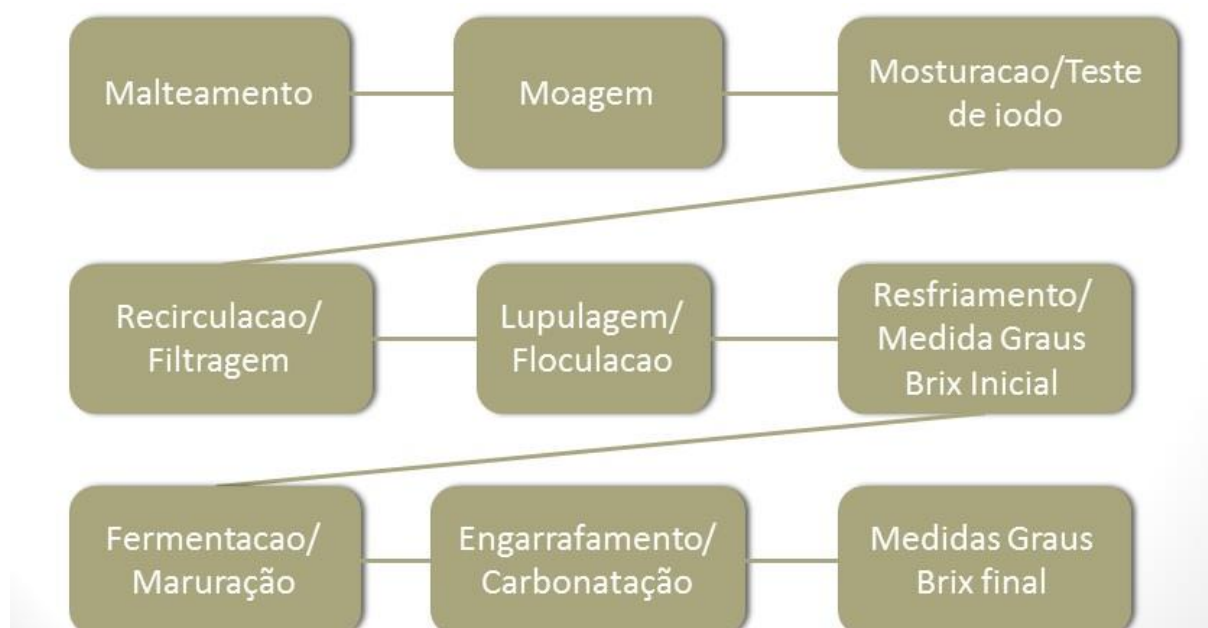 Malteamento
Moagem
Mosturacao/Teste
de iodo
Recirculacao/
Filtragem
Lupulagem/
Floculacao
Resfriamento/
Medida Graus
Brix Inicial
Fermentacao/
Maruração
Engarrafamento/
Carbonatação
Medidas Graus
Brix final